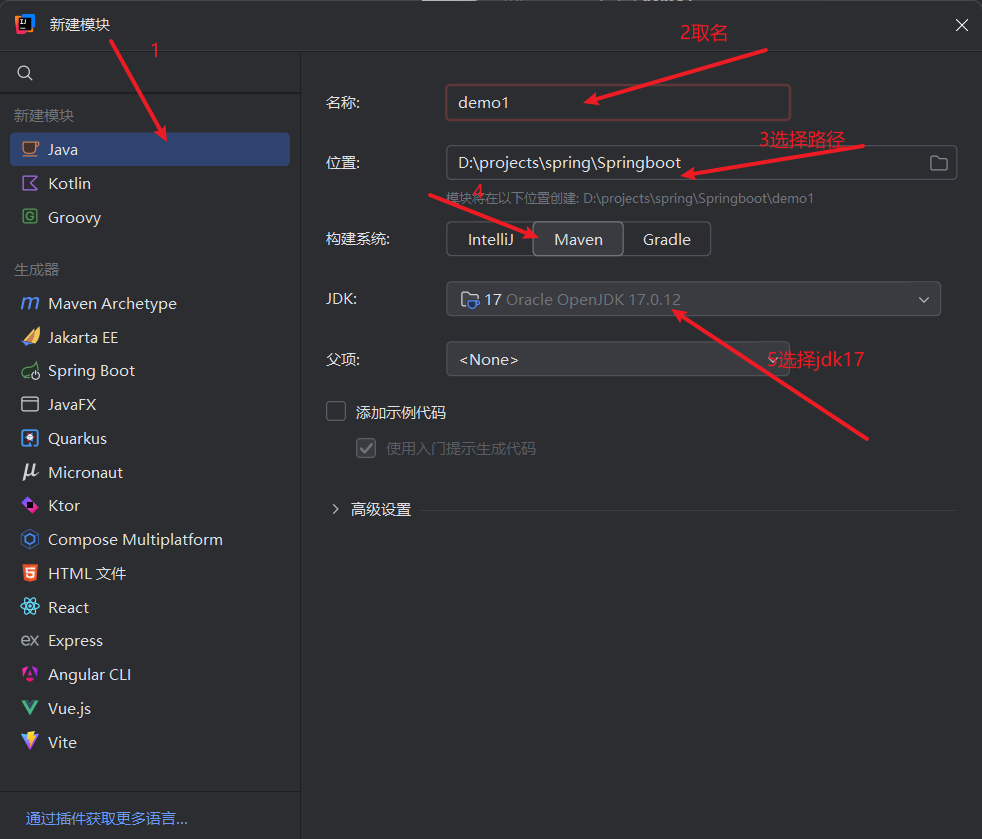 新建模块
1
2取名
新建模块
Java
Kotlin
Groovy
生成器
Maven Archetype
Jakarta EE
Spring Boot
JavaFX
Quarkus
Micronaut
Ktor
Compose Multiplatform
HTML 文件
React
Express
Angular CLI
Vue.js
Vite
通过插件获取更多语言...
名称:
demo1
3选择路径
位置:
D:\projects\spring\Springboot
4
模块将在以下位置创建: D:\projects\spring\Springboot\demo1
构建系统:
IntelliJ
Maven
Gradle
JDK:
17 Oracle OpenJDK 17.0.12
父项:
<None>
5选择jdk17
添加示例代码
使用入门提示生成代码
高级设置